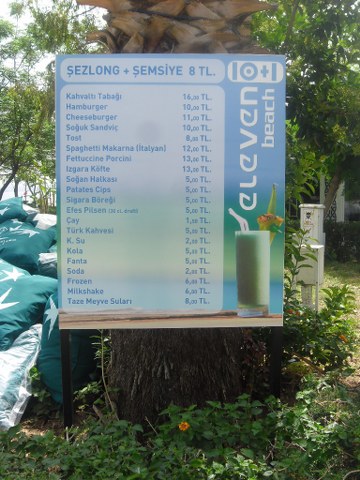 ŞEZLONG + ŞEMSİYE 8 TL.
Kahvaltı Tabağı 14,00 TL.
Hamburger 10,00 TL.
Cheeseburger 11,00 TL.
Soğuk Sandviç 10,00 TL.
Tost 8,00 TL.
Spaghetti Makarna (İtalyan) 12,00 TL.
Fettuccine Porcini 13,00 TL.
Izgara Köfte 13,50 TL.
Soğan Halkası 5,00 TL.
Patates Cips 5,00 TL.
Sigara Böreği 5,00 TL.
Efes Pilsen 5,00 TL.
Çay 1,00 TL.
Türk Kahvesi 5,00 TL.
K. Su 2,00 TL.
Kola 5,00 TL.
Fanta 5,00 TL.
Soda 2,00 TL.
Frozen 6,00 TL.
Milkshake 6,00 TL.
Taze Meyve Suları 8,00 TL.
10+1
eleven
beach